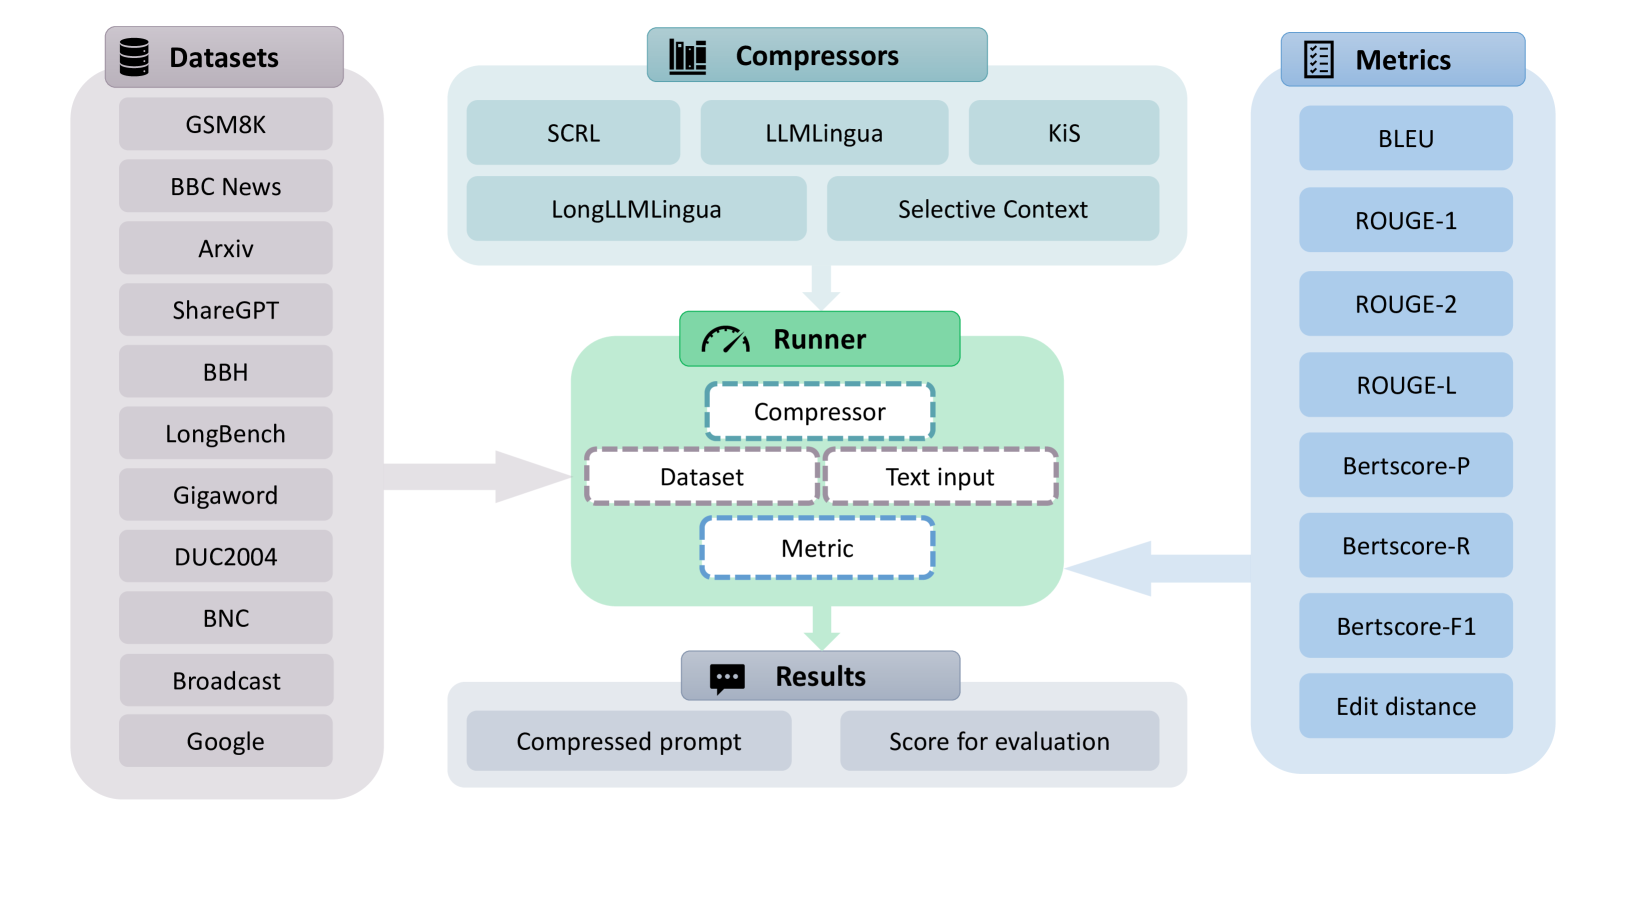 Datasets
GSM8K
BBC News
Arxiv
ShareGPT
BBH
LongBench
Gigaword
DUC2004
BNC
Broadcast
Google
Compressors
SCRL
LLMLingua
KiS
LongLLMLingua
Selective Context
Runner
Compressor
Dataset
Text input
Metric
Results
Compressed prompt
Score for evaluation
Metrics
BLEU
ROUGE-1
ROUGE-2
ROUGE-L
Bertscore-P
Bertscore-R
Bertscore-F1
Edit distance